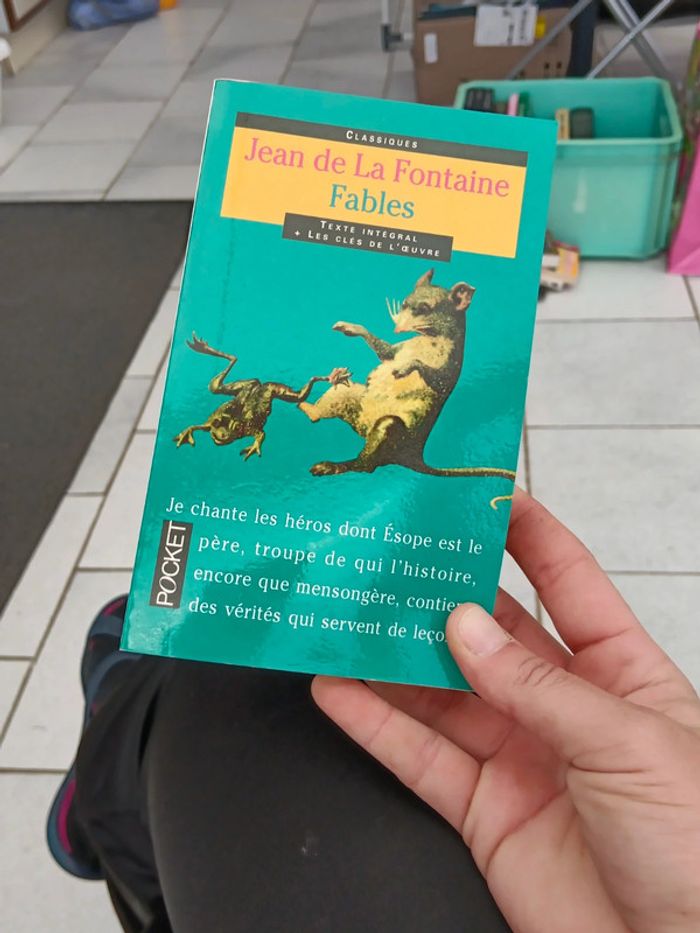 CLASSIQUES
Jean de La Fontaine
Fables
TEXTE INTÉGRAL
+ LES CLÉS DE L'ŒUVRE
Je chante les héros dont Ésope est le
père, troupe de qui l'histoire,
encore que mensongère,
des vérités qui servent de
POCKET